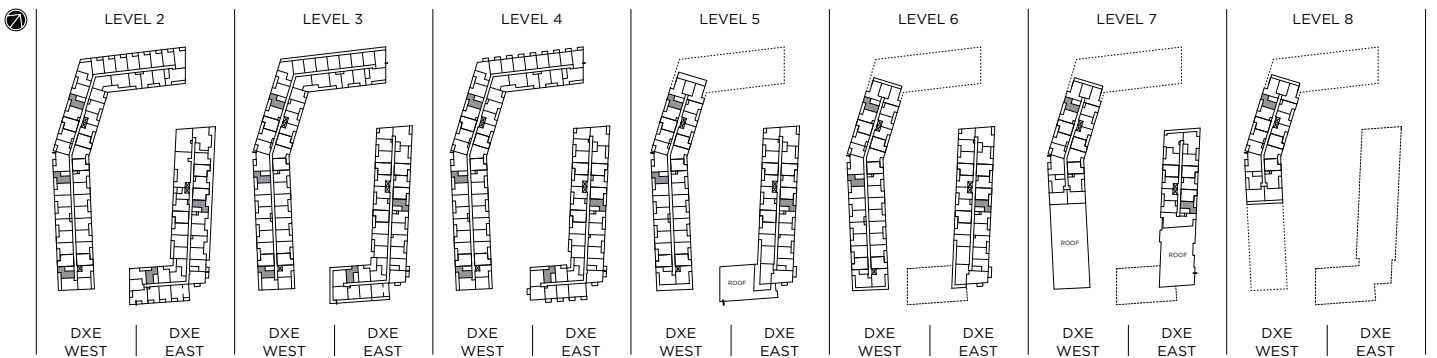 LEVEL 2
LEVEL 3
LEVEL 4
LEVEL 5
LEVEL 6
LEVEL 7
LEVEL 8
ROOF
ROOF
ROOF
DXE
WEST
DXE
EAST
DXE
WEST
DXE
EAST
DXE
WEST
DXE
EAST
DXE
WEST
DXE
EAST
DXE
WEST
DXE
EAST
DXE
WEST
DXE
EAST
DXE
WEST
DXE
EAST